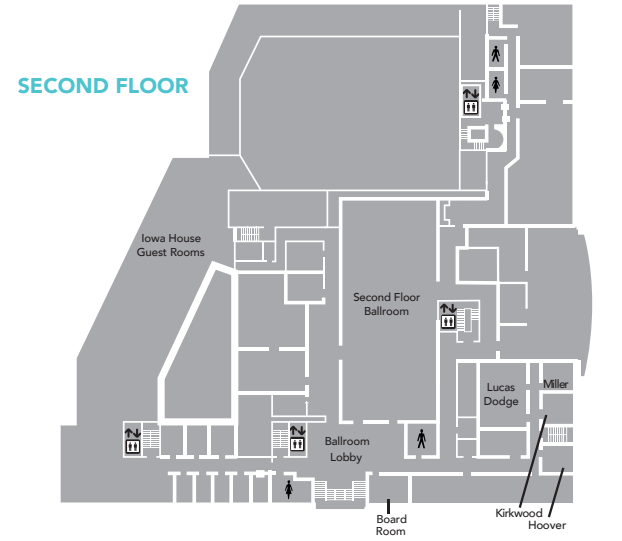 SECOND FLOOR
Iowa House
Guest Rooms
Second Floor
Ballroom
Lucas
Dodge
Miller
Ballroom
Lobby
Kirkwood
Hoover
Board
Room